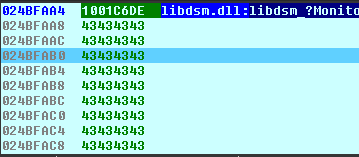 024BFAA4 1001C6DE libdsm.dll:libdsm_?Monito
024BFAA8 43434343
024BFAAC 43434343
024BFAB0 43434343
024BFAB4 43434343
024BFAB8 43434343
024BFABC 43434343
024BFAC0 43434343
024BFAC4 43434343
024BFAC8 43434343